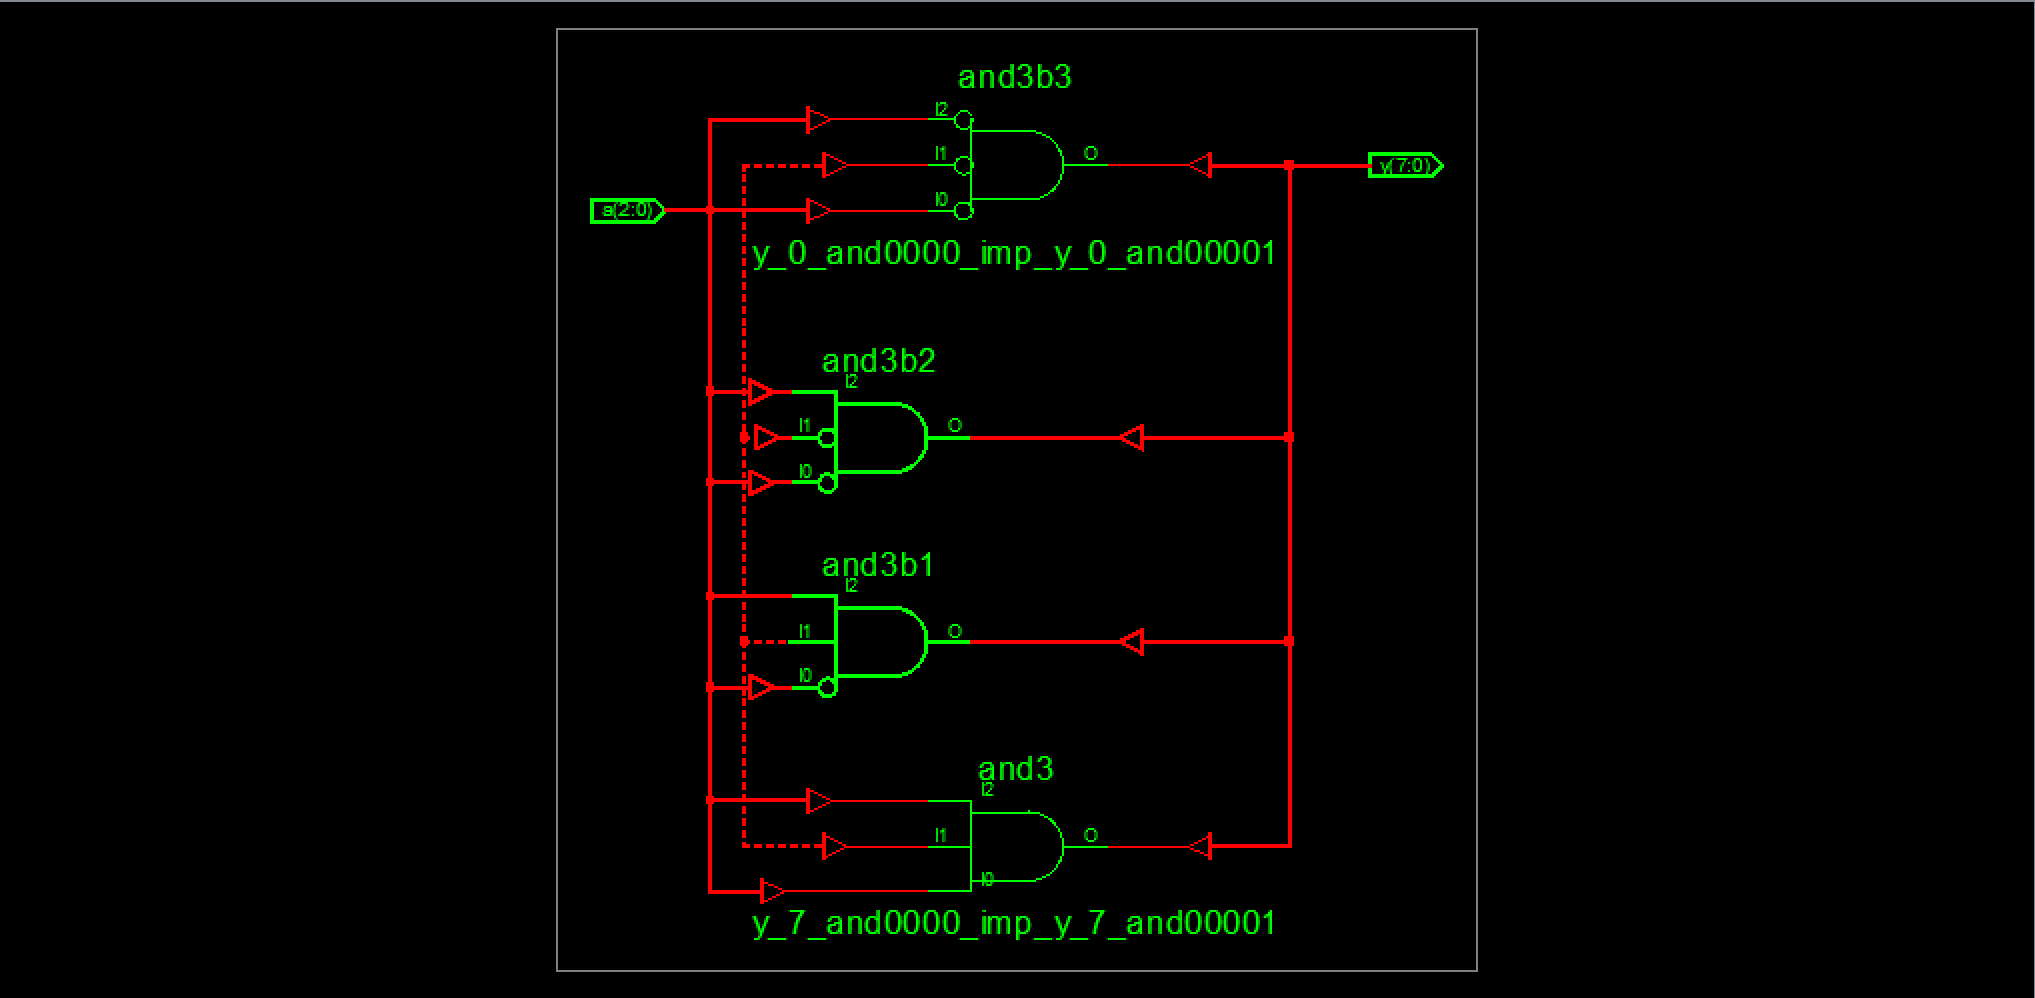 and3b3
I2
I1
O
y(7:0)
I0
a(2:0)
y_0_and0000_imp_y_0_and00001
and3b2
I2
I1
O
I0
and3b1
I2
I1
O
I0
and3
I2
I1
O
I0
y_7_and0000_imp_y_7_and00001